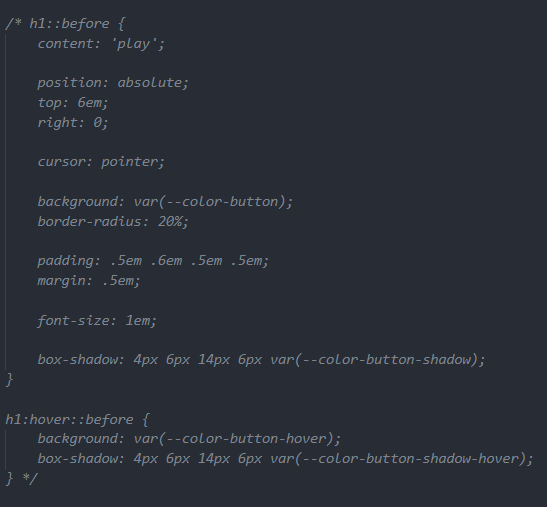 /* h1::before {
content: 'play';
position: absolute;
top: 6em;
right: 0;
cursor: pointer;
background: var(--color-button);
border-radius: 20%;
padding: .5em .6em .5em .5em;
margin: .5em;
font-size: 1em;
box-shadow: 4px 6px 14px 6px var(--color-button-shadow);
}
h1:hover::before {
background: var(--color-button-hover);
box-shadow: 4px 6px 14px 6px var(--color-button-shadow-hover);
} */